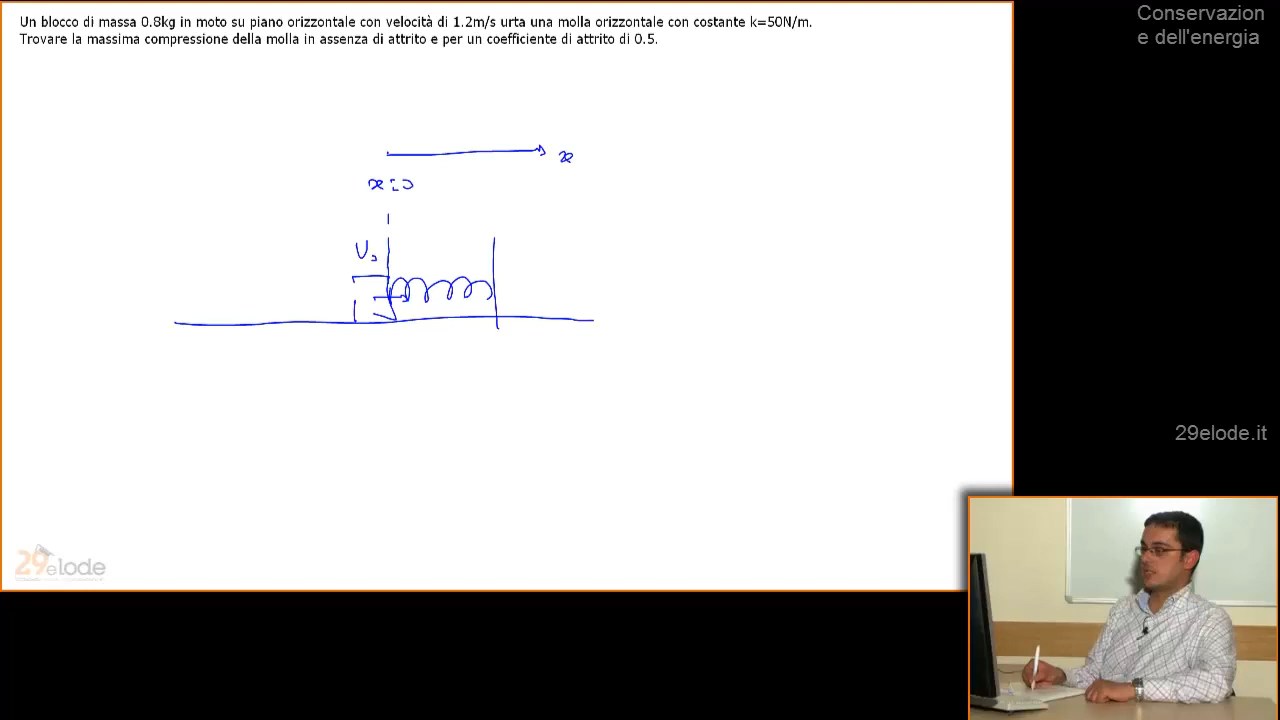 Un blocco di massa 0.8kg in moto su piano orizzontale con velocità di 1.2m/s urta una molla orizzontale con costante k=50N/m.
Trovare la massima compressione della molla in assenza di attrito e per un coefficiente di attrito di 0.5.
Conservazion
e dell'energia
x
x=0
V₀
29elode.it
29elode